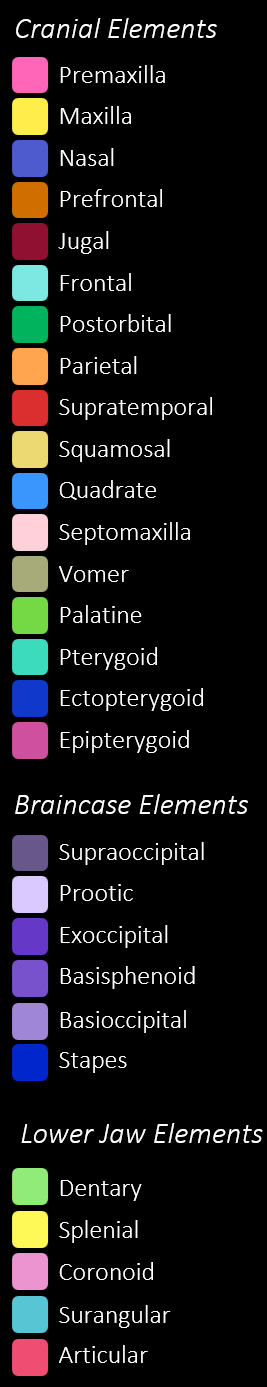 Cranial Elements
Premaxilla
Maxilla
Nasal
Prefrontal
Jugal
Frontal
Postorbital
Parietal
Supratemporal
Squamosal
Quadrate
Septomaxilla
Vomer
Palatine
Pterygoid
Ectopterygoid
Epipterygoid
Braincase Elements
Supraoccipital
Prootic
Exoccipital
Basisphenoid
Basioccipital
Stapes
Lower Jaw Elements
Dentary
Splenial
Coronoid
Surangular
Articular